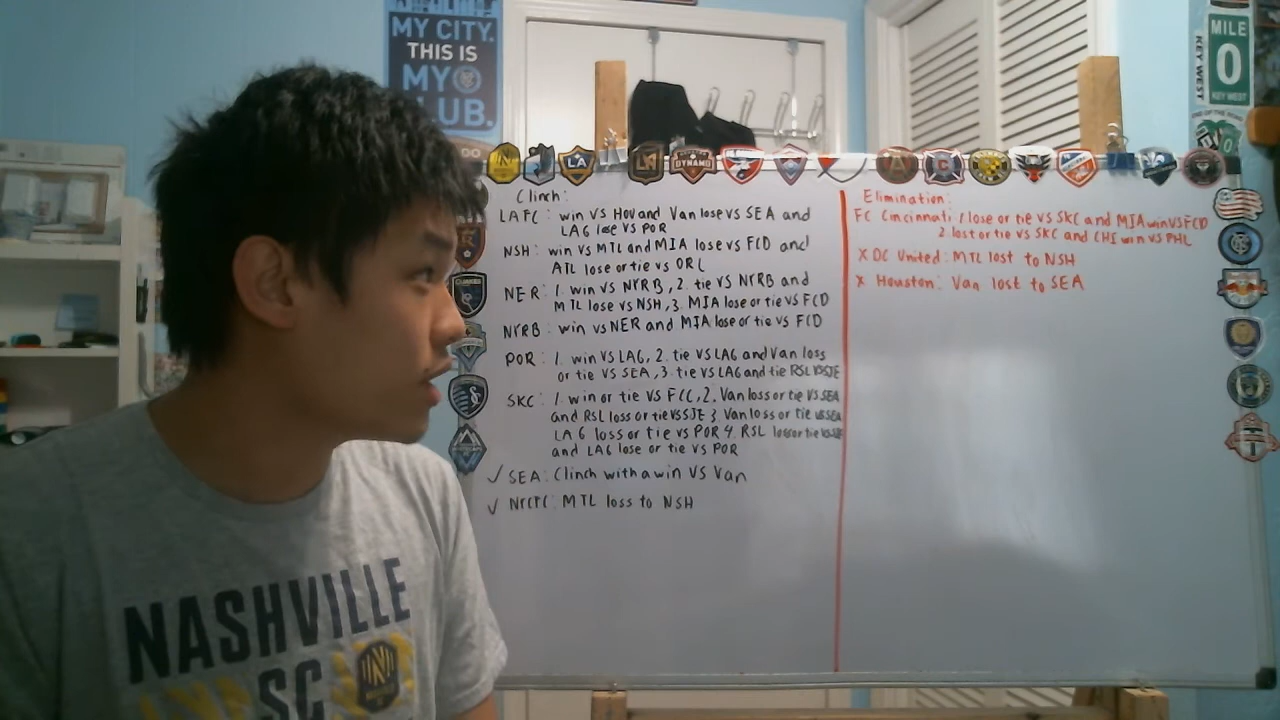 MY CITY.
THIS IS
MY
CLUB.
MILE
0
KEY WEST
KEY WEST
LA
DYNAMO
Clinch:
LAFC: win VS HOU and Van lose VS SEA and
LAG lose VS POR
NSH: win vs MTL and MIA lose vs FCD and
ATL lose or tie vs ORL
NER: 1. win VS NYRB, 2. tie VS NYRB and
MTL lose VS NSH, 3. MIA lose or tie VS FCD
NYRB: win vs NER and MIA lose or tie vs FCD
POR: 1. win VS LAG, 2. tie VS LAG and Van loss
or tie vs SEA, 3. tie VS LAG and tie RSL VS SJE
SKC: 1. win or tie VS FCC, 2. Van loss or tie VS SEA
and RSL loss or tie VS SJE 3. Van loss or tie VS SEA
LAG loss or tie vs POR 4. RSL loss or tie VS SJE
and LAG lose or tie vs POR
✓ SEA: Clinch with a win VS Van
✓ NYCFC: MTL loss to NSH
Elimination:
FC Cincinnati: 1. lose or tie vs SKC and MIA win VS FCD
2. lost or tie vs SKC and CHI win VS PHL
X DC United: MTL lost to NSH
X Houston: Van lost to SEA
NASHVILLE
SC